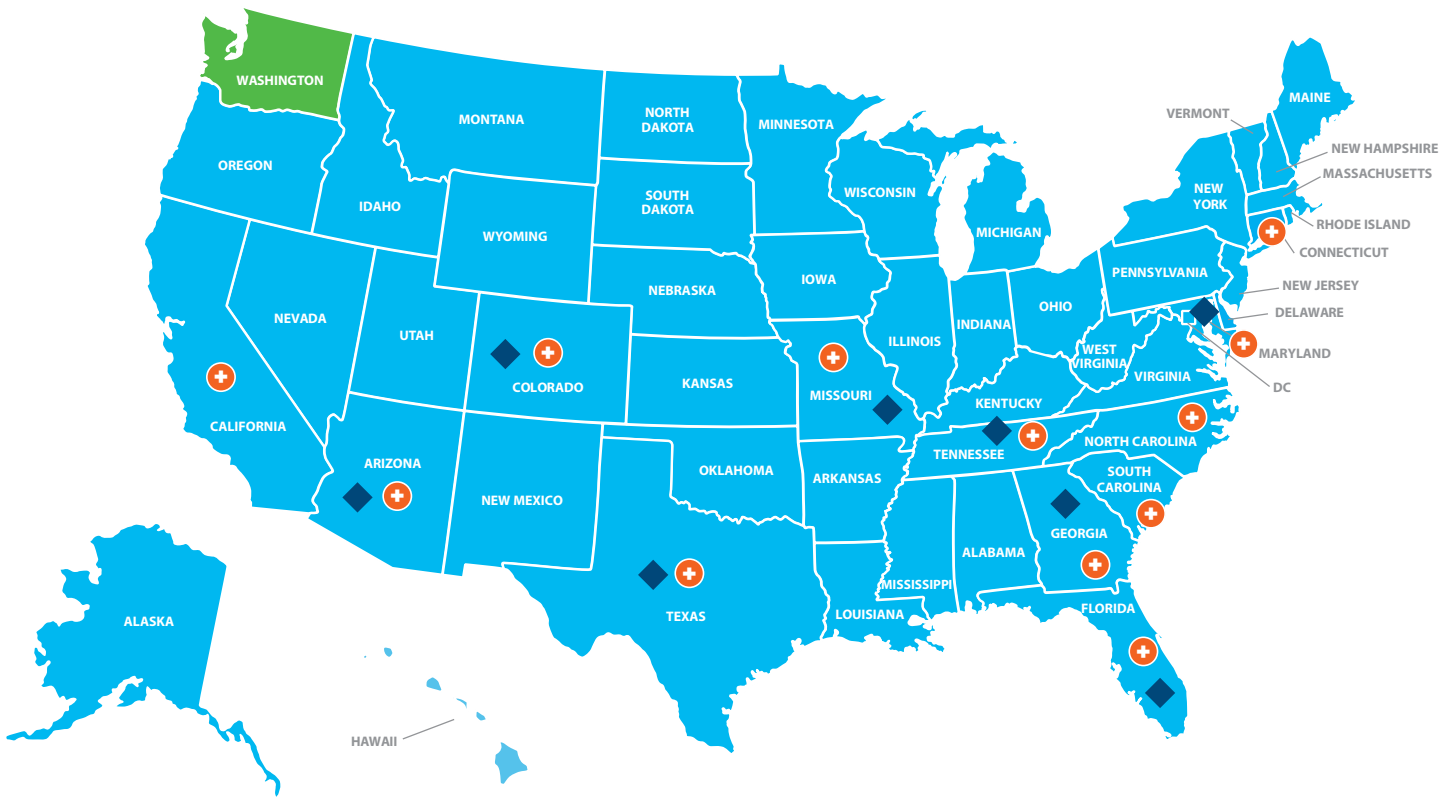 WASHINGTON
MAINE
VERMONT
MONTANA
NORTH
DAKOTA
MINNESOTA
NEW HAMPSHIRE
OREGON
MASSACHUSETTS
WISCONSIN
NEW
YORK
SOUTH
DAKOTA
IDAHO
RHODE ISLAND
WYOMING
MICHIGAN
CONNECTICUT
PENNSYLVANIA
IOWA
NEBRASKA
NEW JERSEY
OHIO
DELAWARE
NEVADA
INDIANA
UTAH
ILLINOIS
WEST
VIRGINIA
MARYLAND
VIRGINIA
KANSAS
COLORADO
DC
MISSOURI
KENTUCKY
CALIFORNIA
NORTH CAROLINA
TENNESSEE
ARIZONA
OKLAHOMA
SOUTH
CAROLINA
ARKANSAS
NEW MEXICO
GEORGIA
ALABAMA
MISSISSIPPI
FLORIDA
LOUISIANA
TEXAS
ALASKA
HAWAII